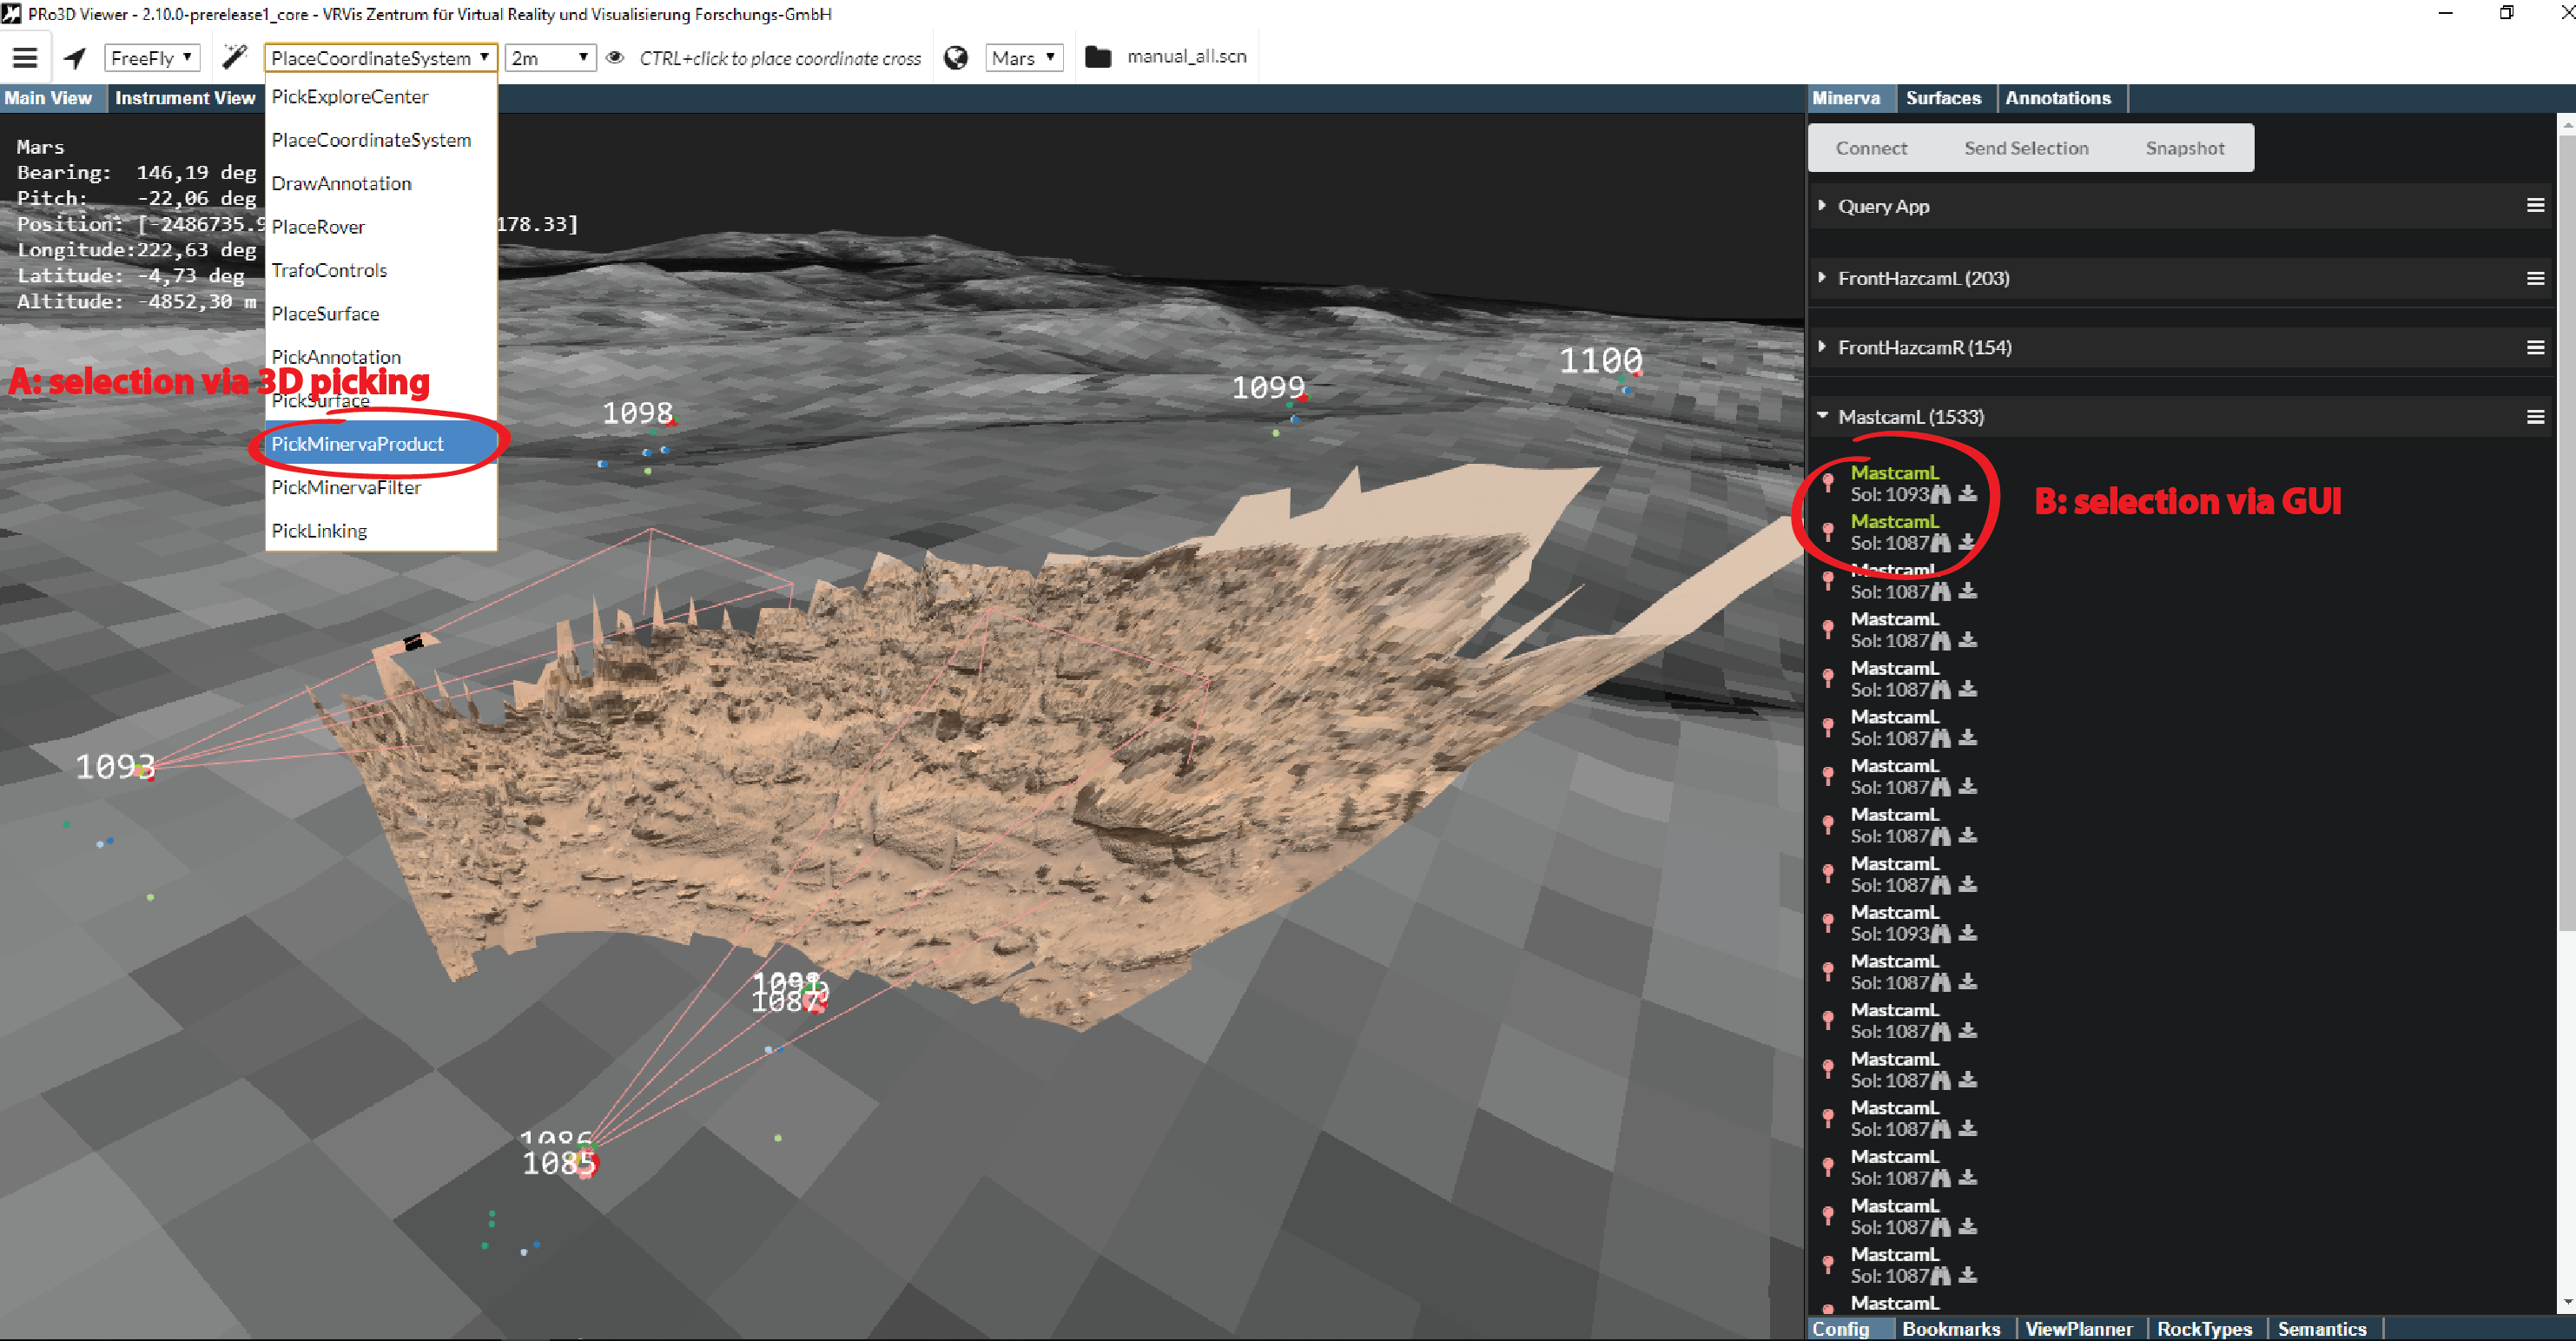 PRo3D Viewer - 2.10.0-prerelease1_core - VRVis Zentrum für Virtual Reality und Visualisierung Forschungs-GmbH
FreeFly PlaceCoordinateSystem 2m CTRL+click to place coordinate cross Mars manual_all.scn
Main View Instrument View
PickExploreCenter
PlaceCoordinateSystem
DrawAnnotation
PlaceRover
TrafoControls
PlaceSurface
PickAnnotation
PickSurface
PickMinervaProduct
PickMinervaFilter
PickLinking
Mars
Bearing: 146,19 deg
Pitch: -22,06 deg
Position: [-2486735.9 178.33]
Longitude:222,63 deg
Latitude: -4,73 deg
Altitude: -4852,30 m
A: selection via 3D picking
1098
1099
1100
1093
1091
1087
1086
1085
Minerva Surfaces Annotations
Connect Send Selection Snapshot
Query App
FrontHazcamL (203)
FrontHazcamR (154)
MastcamL (1533)
MastcamL
Sol: 1093
MastcamL
Sol: 1087
B: selection via GUI
MastcamL
Sol: 1087
MastcamL
Sol: 1087
MastcamL
Sol: 1087
MastcamL
Sol: 1087
MastcamL
Sol: 1087
MastcamL
Sol: 1087
MastcamL
Sol: 1087
MastcamL
Sol: 1093
MastcamL
Sol: 1087
MastcamL
Sol: 1087
MastcamL
Sol: 1087
MastcamL
Sol: 1087
MastcamL
Sol: 1087
MastcamL
Sol: 1087
MastcamL
Sol: 1087
MastcamL
Config Bookmarks ViewPlanner RockTypes Semantics